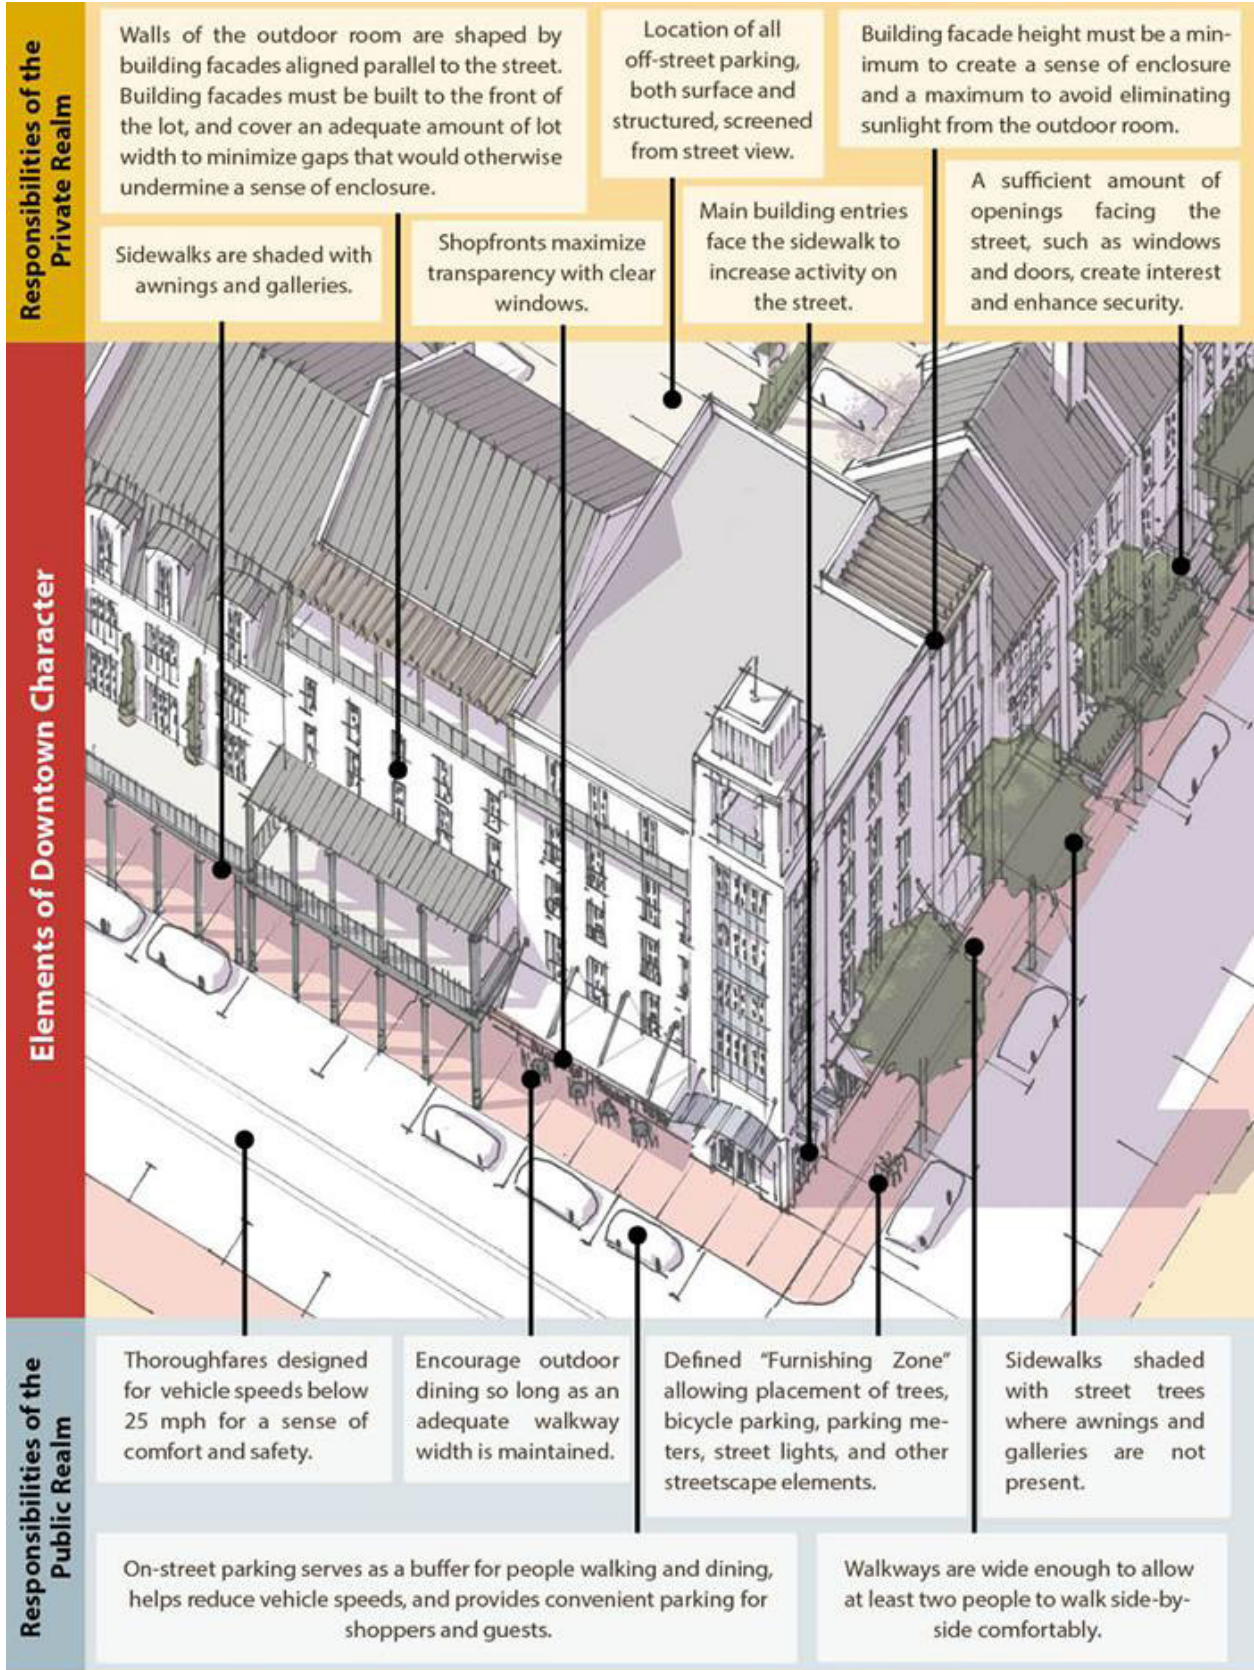 Responsibilities of the
Private Realm
Walls of the outdoor room are shaped by
building facades aligned parallel to the street.
Building facades must be built to the front of
the lot, and cover an adequate amount of lot
width to minimize gaps that would otherwise
undermine a sense of enclosure.
Location of all
off-street parking,
both surface and
structured, screened
from street view.
Building facade height must be a min-
imum to create a sense of enclosure
and a maximum to avoid eliminating
sunlight from the outdoor room.
Sidewalks are shaded with
awnings and galleries.
Shopfronts maximize
transparency with clear
windows.
Main building entries
face the sidewalk to
increase activity on
the street.
A sufficient amount of
openings facing the
street, such as windows
and doors, create interest
and enhance security.
Elements of Downtown Character
Responsibilities of the
Public Realm
Thoroughfares designed
for vehicle speeds below
25 mph for a sense of
comfort and safety.
Encourage outdoor
dining so long as an
adequate walkway
width is maintained.
Defined “Furnishing Zone”
allowing placement of trees,
bicycle parking, parking me-
ters, street lights, and other
streetscape elements.
Sidewalks shaded
with street trees
where awnings and
galleries are not
present.
On-street parking serves as a buffer for people walking and dining,
helps reduce vehicle speeds, and provides convenient parking for
shoppers and guests.
Walkways are wide enough to allow
at least two people to walk side-by-
side comfortably.